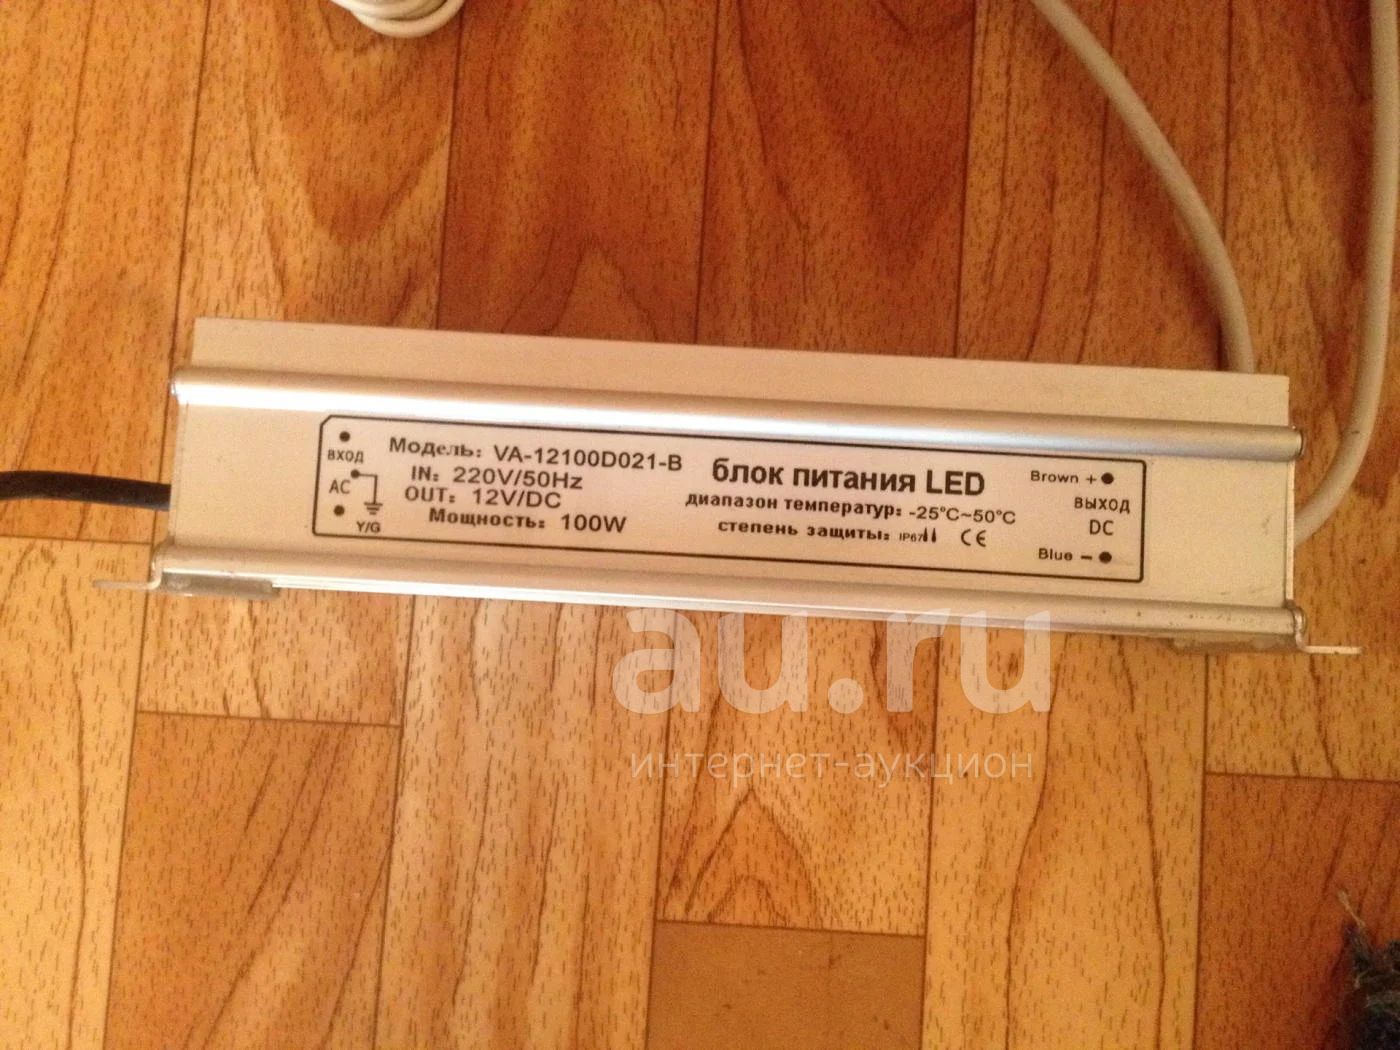 ВХОД
AC
Y/G
Модель: VA-12100D021-B
IN: 220V/50Hz
OUT: 12V/DC
Мощность: 100W
блок питания LED
диапазон температур: -25°C~50°C
степень защиты: IP67 CE
Brown +
ВЫХОД
DC
Blue −
au.ru
интернет-аукцион